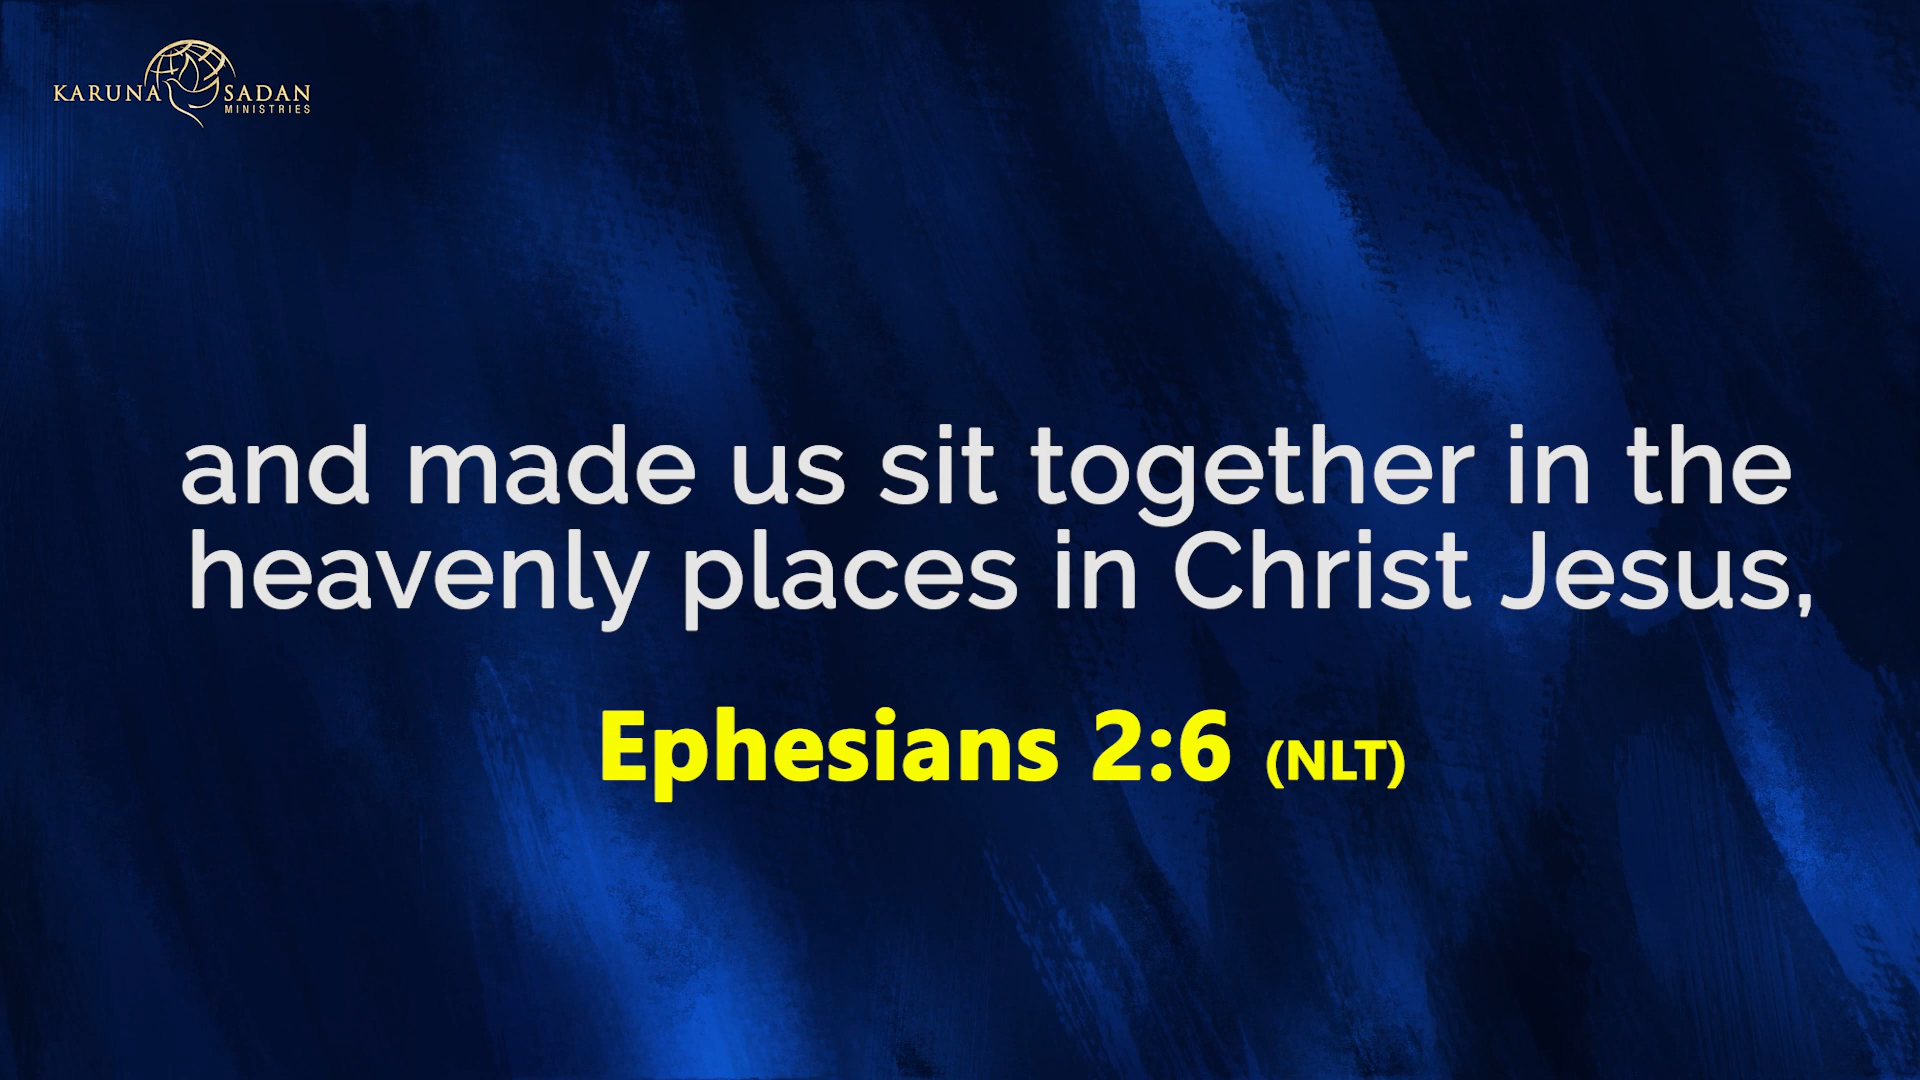 KARUNA SADAN
MINISTRIES
and made us sit together in the
heavenly places in Christ Jesus,
Ephesians 2:6 (NLT)